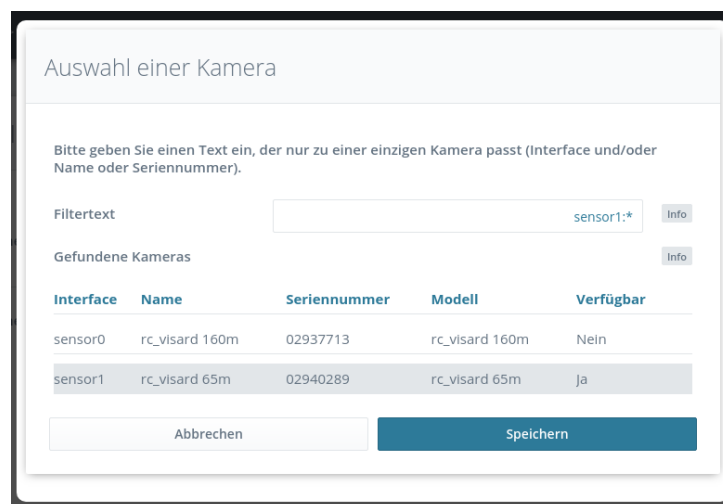 Auswahl einer Kamera
Bitte geben Sie einen Text ein, der nur zu einer einzigen Kamera passt (Interface und/oder
Name oder Seriennummer).
Filtertext sensor1:* Info
Gefundene Kameras Info
Interface Name Seriennummer Modell Verfügbar
sensor0 rc_visard 160m 02937713 rc_visard 160m Nein
sensor1 rc_visard 65m 02940289 rc_visard 65m Ja
Abbrechen Speichern